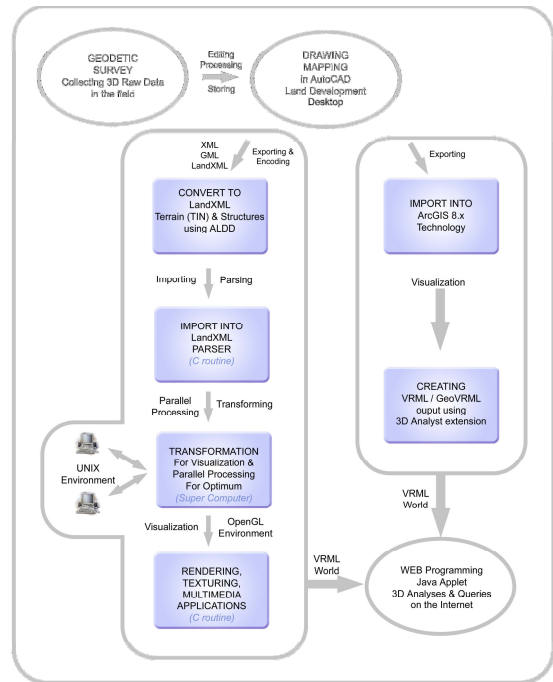 GEODETIC
SURVEY
Collecting 3D Raw Data
in the field
Editing
Processing
Storing
DRAWING
MAPPING
in AutoCAD
Land Development
Desktop
XML
GML
LandXML
Exporting &
Encoding
CONVERT TO
LandXML
Terrain (TIN) & Structures
using ALDD
Importing
Parsing
IMPORT INTO
LandXML
PARSER
(C routine)
Parallel
Processing
Transforming
UNIX
Environment
TRANSFORMATION
For Visualization &
Parallel Processing
For Optimum
(Super Computer)
Visualization
OpenGL
Environment
RENDERING,
TEXTURING,
MULTIMEDIA
APPLICATIONS
(C routine)
VRML
World
Exporting
IMPORT INTO
ArcGIS 8.x
Technology
Visualization
CREATING
VRML / GeoVRML
ouput using
3D Analyst extension
VRML
World
WEB Programming
Java Applet
3D Analyses & Queries
on the Internet